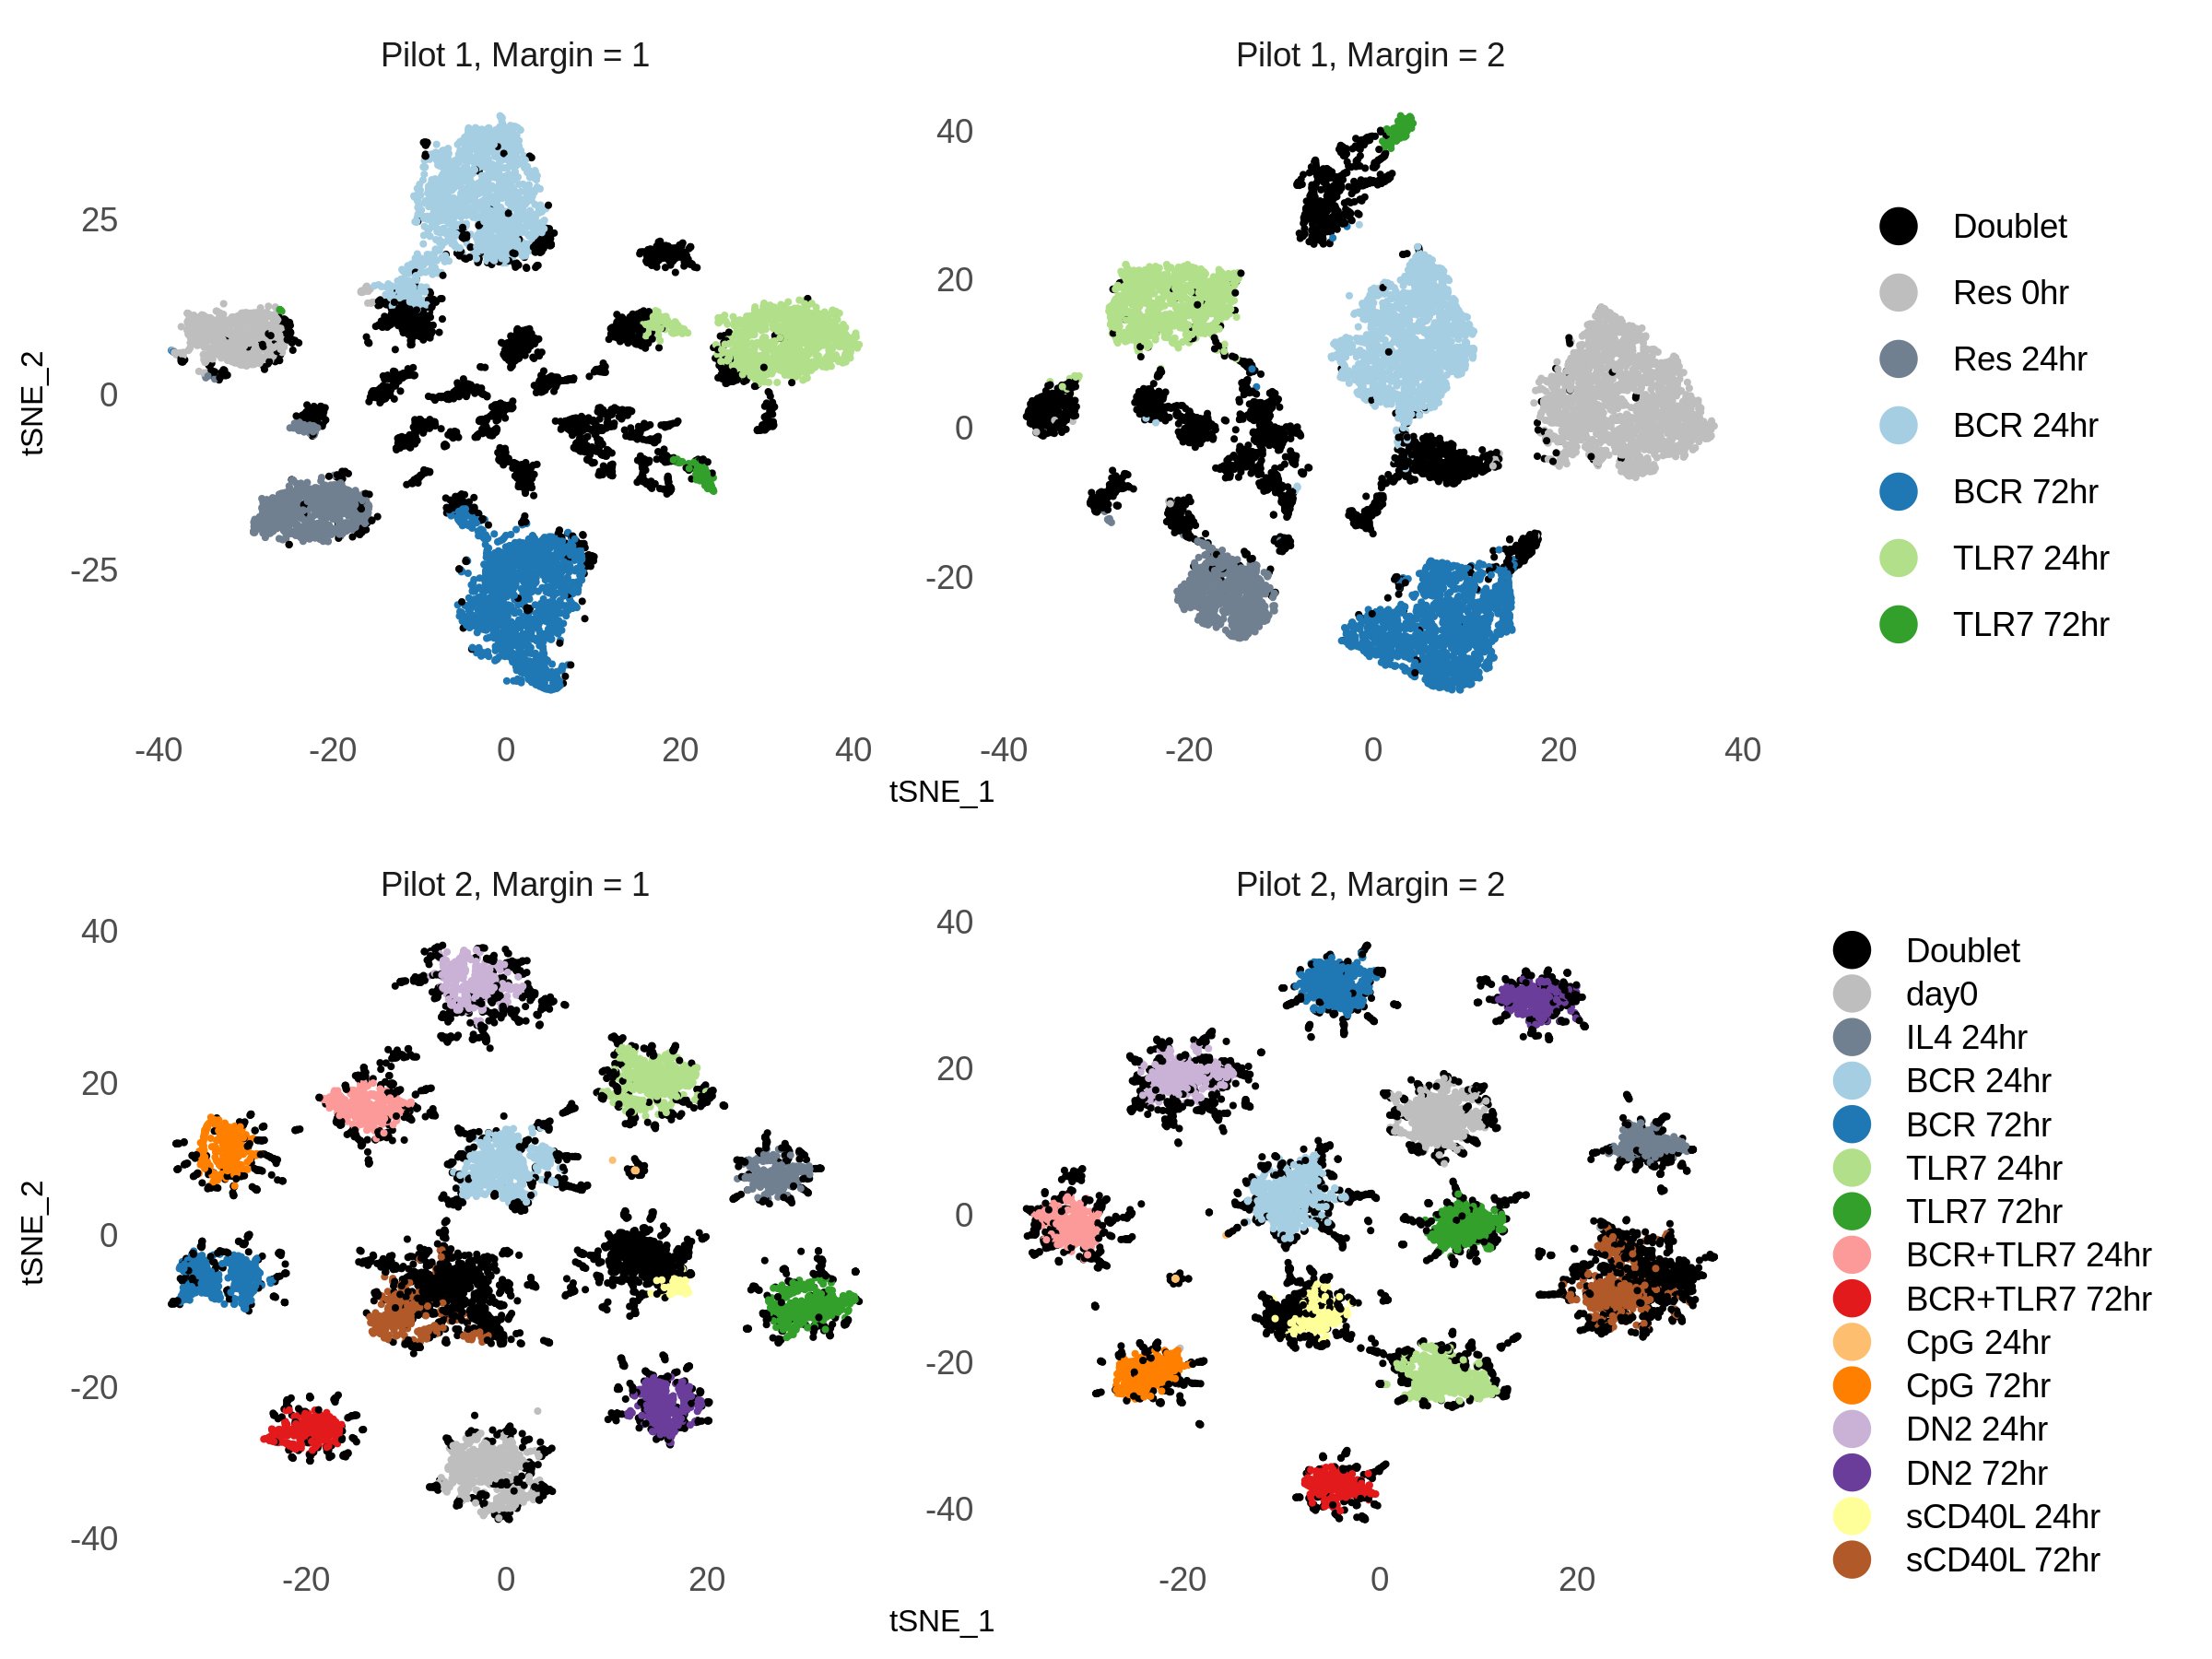 Pilot 1, Margin = 1
Pilot 1, Margin = 2
tSNE_2
25
0
-25
-40 -20 0 20 40
40
20
0
-20
-40 -20 0 20 40
tSNE_1
Doublet
Res 0hr
Res 24hr
BCR 24hr
BCR 72hr
TLR7 24hr
TLR7 72hr
Pilot 2, Margin = 1
Pilot 2, Margin = 2
tSNE_2
40
20
0
-20
-40
-20 0 20
40
20
0
-20
-40
-20 0 20
tSNE_1
Doublet
day0
IL4 24hr
BCR 24hr
BCR 72hr
TLR7 24hr
TLR7 72hr
BCR+TLR7 24hr
BCR+TLR7 72hr
CpG 24hr
CpG 72hr
DN2 24hr
DN2 72hr
sCD40L 24hr
sCD40L 72hr